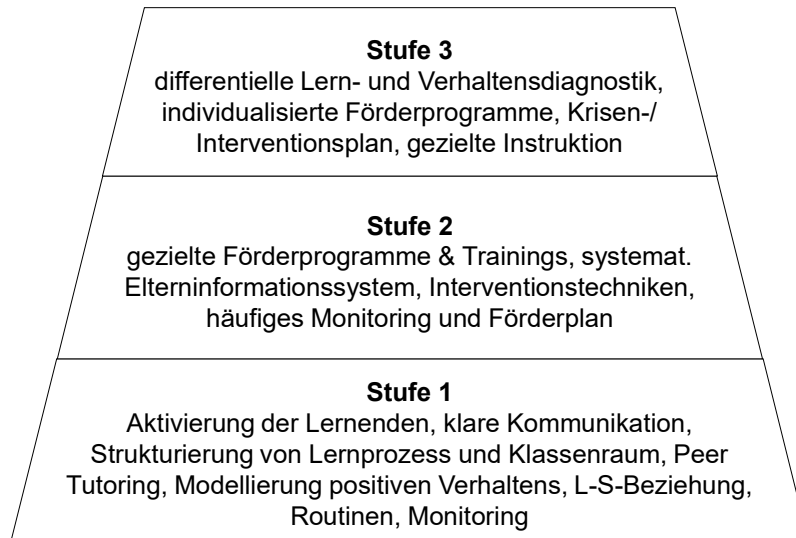 Stufe 3
differentielle Lern- und Verhaltensdiagnostik,
individualisierte Förderprogramme, Krisen-/
Interventionsplan, gezielte Instruktion
Stufe 2
gezielte Förderprogramme & Trainings, systemat.
Elterninformationssystem, Interventionstechniken,
häufiges Monitoring und Förderplan
Stufe 1
Aktivierung der Lernenden, klare Kommunikation,
Strukturierung von Lernprozess und Klassenraum, Peer
Tutoring, Modellierung positiven Verhaltens, L-S-Beziehung,
Routinen, Monitoring